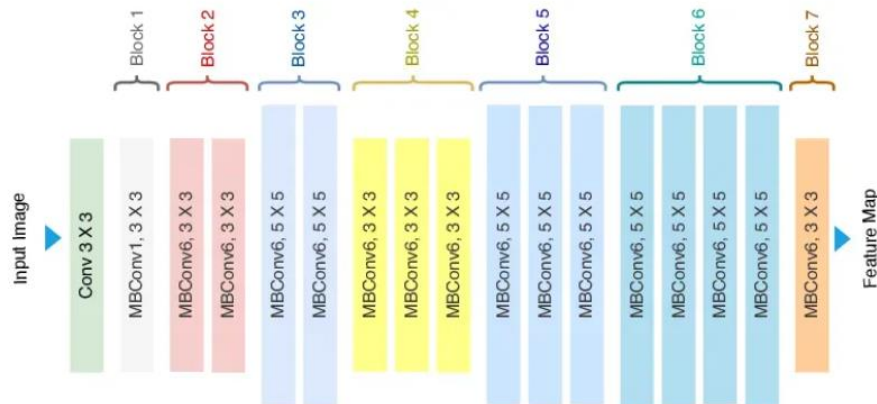 Block 1
Block 2
Block 3
Block 4
Block 5
Block 6
Block 7
Input Image
Conv 3 X 3
MBConv1, 3 X 3
MBConv6, 3 X 3
MBConv6, 3 X 3
MBConv6, 5 X 5
MBConv6, 5 X 5
MBConv6, 3 X 3
MBConv6, 3 X 3
MBConv6, 3 X 3
MBConv6, 5 X 5
MBConv6, 5 X 5
MBConv6, 5 X 5
MBConv6, 5 X 5
MBConv6, 5 X 5
MBConv6, 5 X 5
MBConv6, 5 X 5
MBConv6, 3 X 3
Feature Map